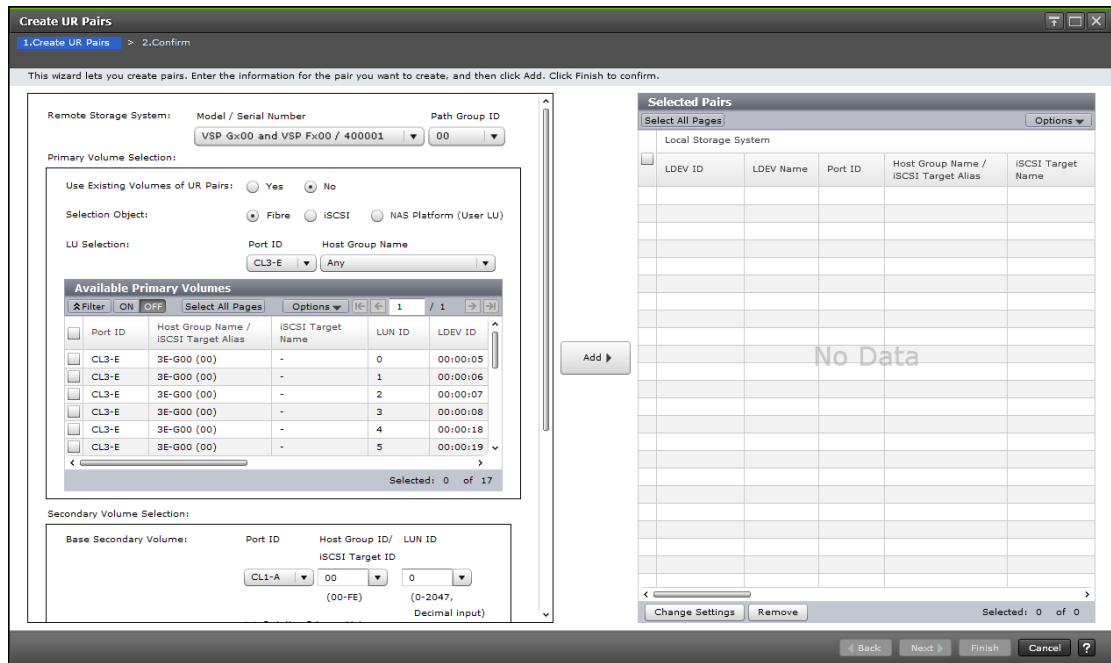 Create UR Pairs
1.Create UR Pairs > 2.Confirm
This wizard lets you create pairs. Enter the information for the pair you want to create, and then click Add. Click Finish to confirm.
Remote Storage System: Model / Serial Number Path Group ID
VSP Gx00 and VSP Fx00 / 400001 00
Primary Volume Selection:
Use Existing Volumes of UR Pairs: Yes No
Selection Object: Fibre iSCSI NAS Platform (User LU)
LU Selection: Port ID Host Group Name
CL3-E Any
Available Primary Volumes
Filter ON OFF Select All Pages Options 1 / 1
Port ID Host Group Name / iSCSI Target Alias iSCSI Target Name LUN ID LDEV ID
CL3-E 3E-G00 (00) - 0 00:00:05
CL3-E 3E-G00 (00) - 1 00:00:06
CL3-E 3E-G00 (00) - 2 00:00:07
CL3-E 3E-G00 (00) - 3 00:00:08
CL3-E 3E-G00 (00) - 4 00:00:18
CL3-E 3E-G00 (00) - 5 00:00:19
Selected: 0 of 17
Secondary Volume Selection:
Base Secondary Volume: Port ID Host Group ID/ LUN ID
iSCSI Target ID
CL1-A 00 0
(00-FE) (0-2047,
Decimal input)
Add
Selected Pairs
Select All Pages Options
Local Storage System
LDEV ID LDEV Name Port ID Host Group Name / iSCSI Target Alias iSCSI Target Name
No Data
Change Settings Remove Selected: 0 of 0
Back Next Finish Cancel ?